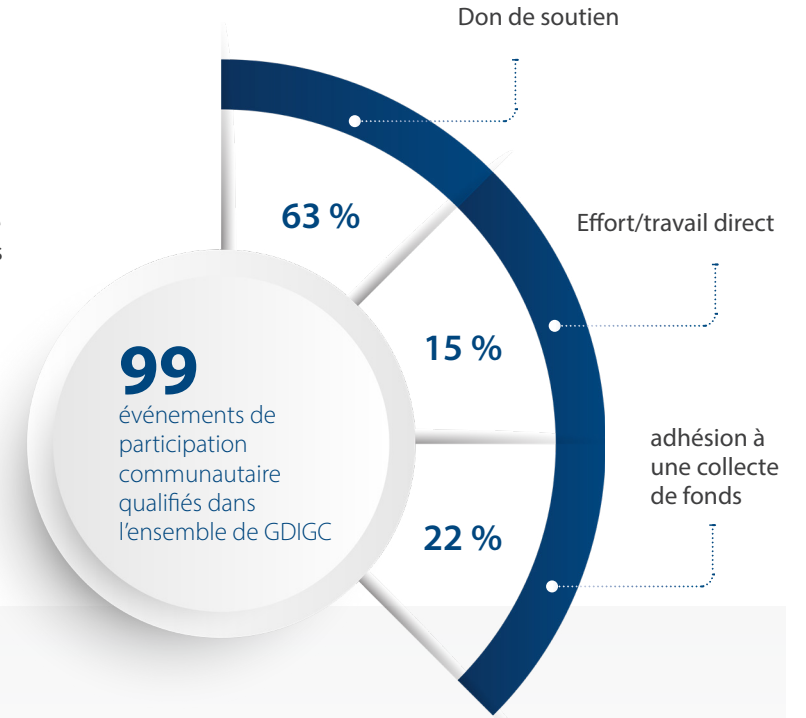 Don de soutien
63 %
Effort/travail direct
15 %
99
événements de
participation
communautaire
qualifiés dans
l'ensemble de GDIGC
adhésion à
une collecte
de fonds
22 %